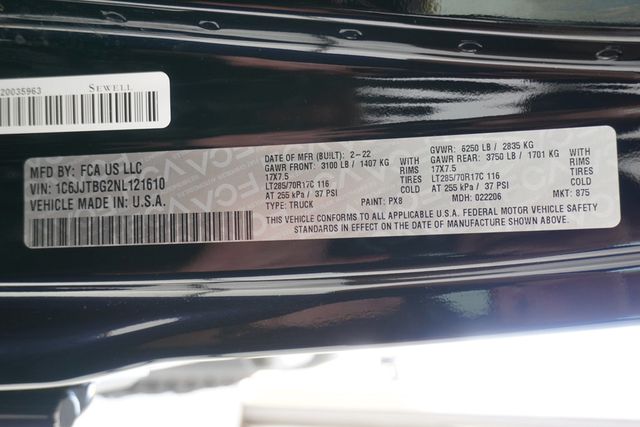 20035963 SEWELL
MFD BY: FCA US LLC
VIN: 1C6JJTBG2NL121610
VEHICLE MADE IN U.S.A.
DATE OF MFR (BUILT): 2-22 GVWR: 6250 LB / 2835 KG
GAWR FRONT: 3100 LB / 1407 KG WITH GAWR REAR: 3750 LB / 1701 KG WITH
17X7.5 RIMS 17X7.5 RIMS
LT285/70R17C 116 TIRES LT285/70R17C 116 TIRES
AT 255 kPa / 37 PSI COLD AT 255 kPa / 37 PSI COLD
TYPE: TRUCK PAINT: PX8 MDH: 022206 MKT: 875
THIS VEHICLE CONFORMS TO ALL APPLICABLE U.S.A. FEDERAL MOTOR VEHICLE SAFETY
STANDARDS IN EFFECT ON THE DATE OF MANUFACTURE SHOWN ABOVE.